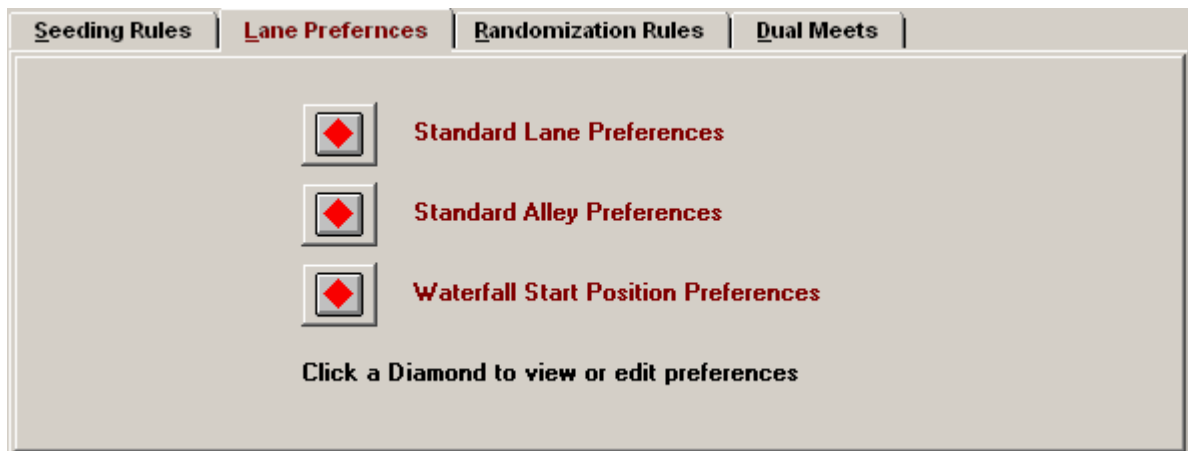 Seeding Rules Lane Prefernces Randomization Rules Dual Meets
Standard Lane Preferences
Standard Alley Preferences
Waterfall Start Position Preferences
Click a Diamond to view or edit preferences